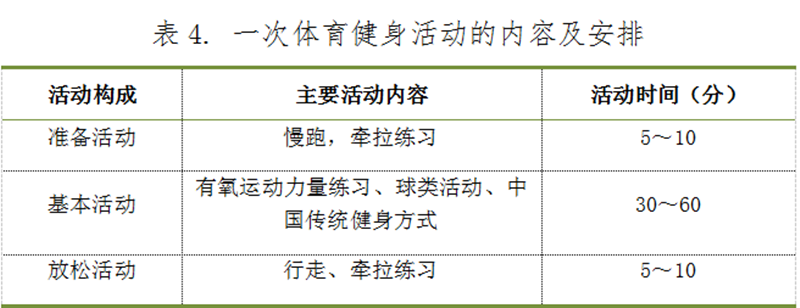 表 4. 一次体育健身活动的内容及安排
活动构成 主要活动内容 活动时间（分）
准备活动 慢跑，牵拉练习 5～10
基本活动 有氧运动力量练习、球类活动、中
国传统健身方式 30～60
放松活动 行走、牵拉练习 5～10